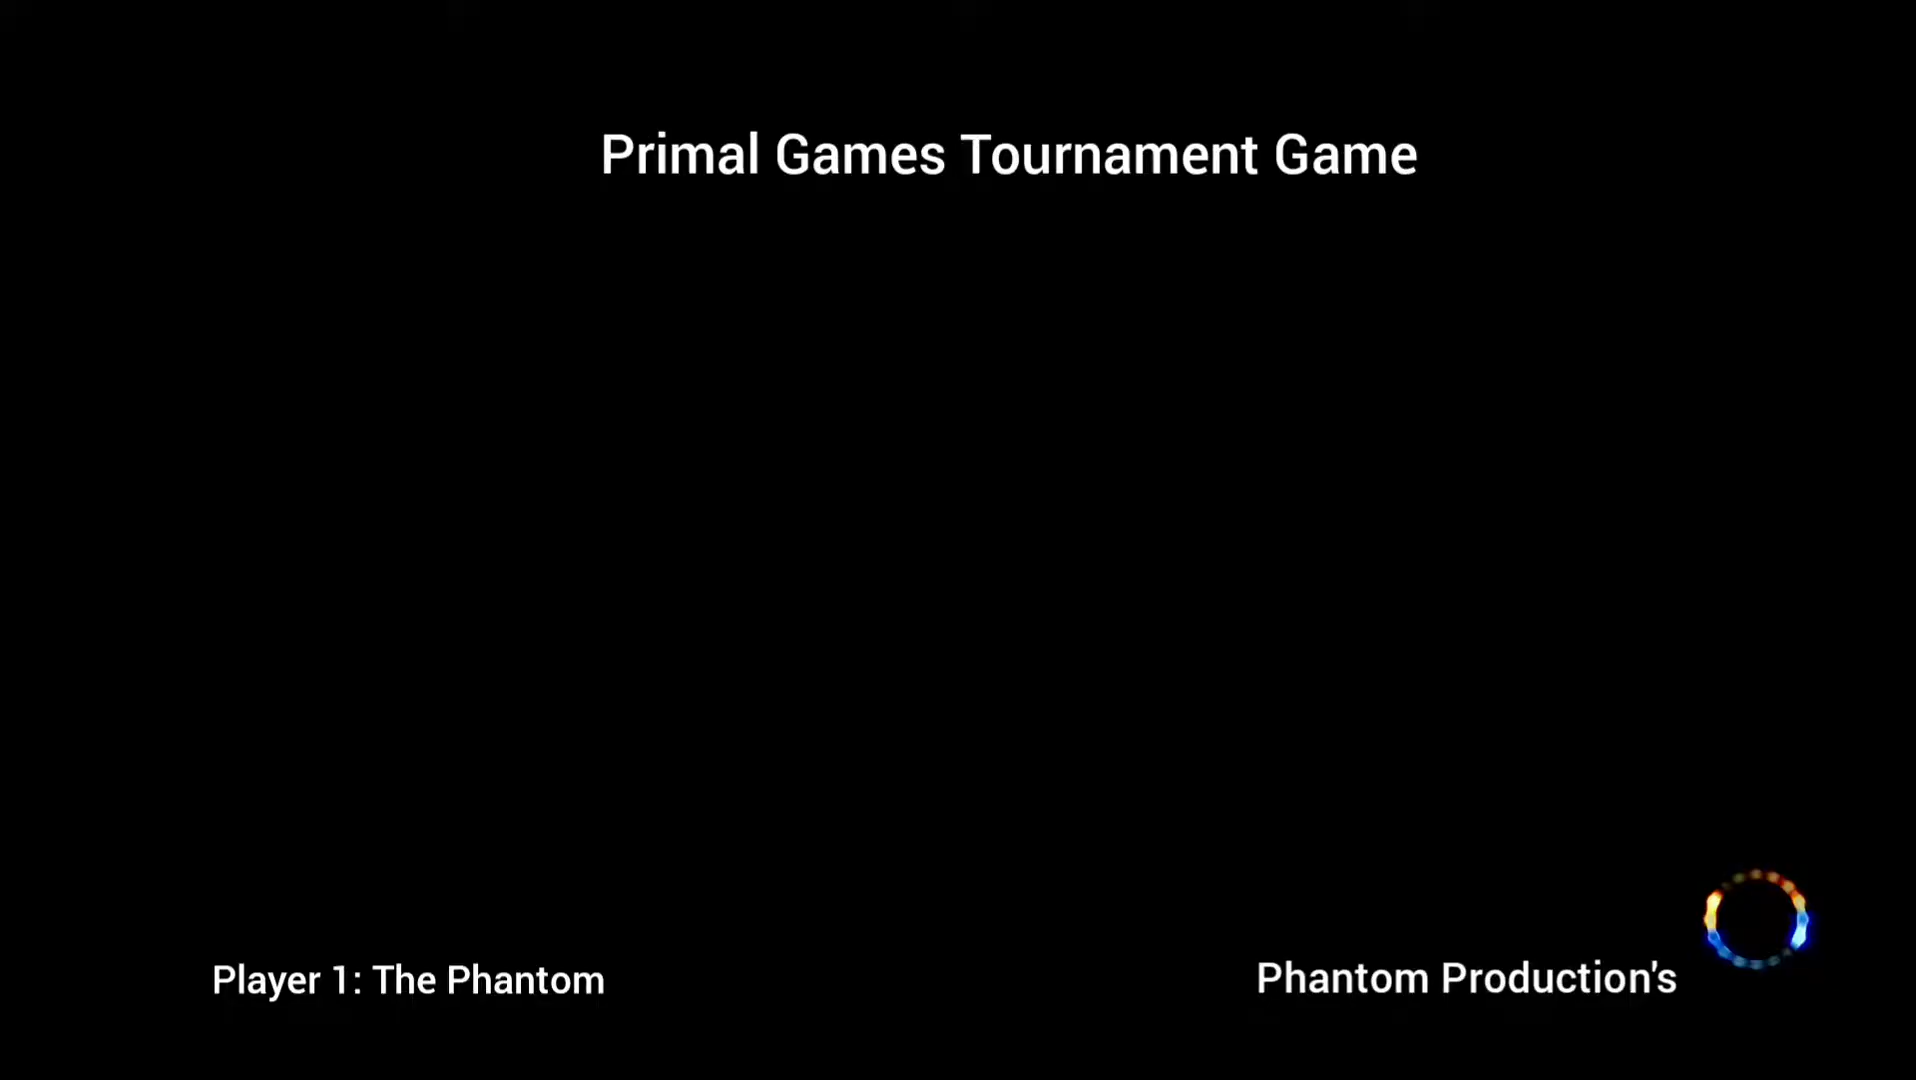 Primal Games Tournament Game
Player 1: The Phantom
Phantom Production's